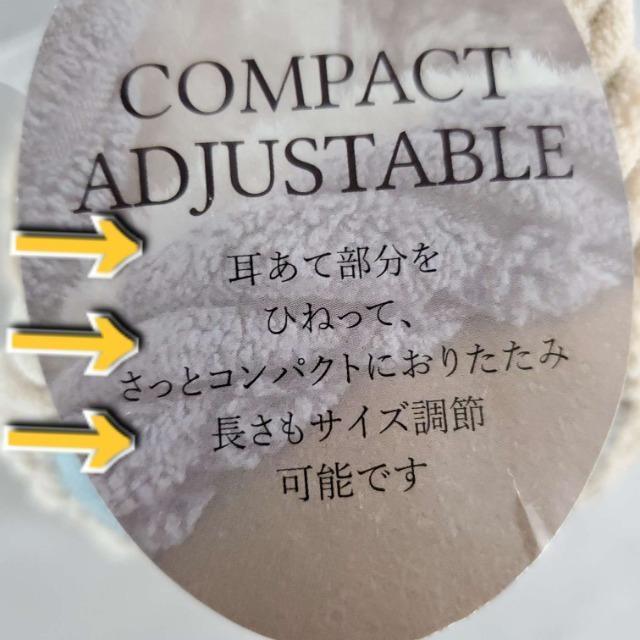 COMPACT
ADJUSTABLE
耳あて部分を
ひねって、
さっとコンパクトにおりたたみ
長さもサイズ調節
可能です